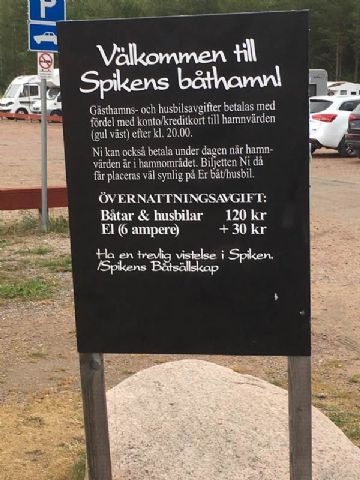 P
Välkommen till
Spikens båthamn!
Gästhamns- och husbilsavgifter betalas med
fördel med konto/kreditkort till hamnvärden
(gul väst) efter kl. 20.00.
Ni kan också betala under dagen när hamn-
värden är i hamnområdet. Biljetten Ni då
får placeras väl synlig på Er båt/husbil.
ÖVERNATTNINGSAVGIFT:
Båtar & husbilar 120 kr
El (6 ampere) + 30 kr
Ha en trevlig vistelse i Spiken.
/Spikens Båtsällskap